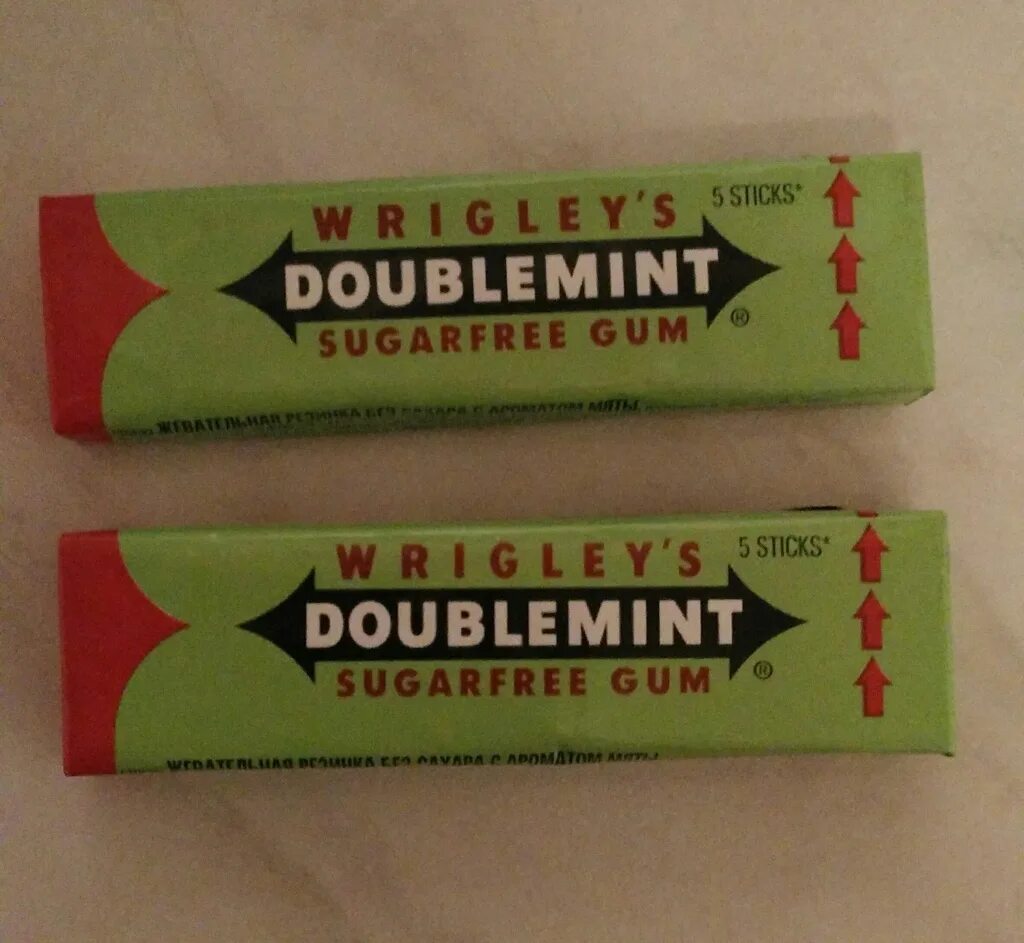 WRIGLEY'S
5 STICKS*
DOUBLEMINT
®
SUGARFREE GUM
ЖЕВАТЕЛЬНАЯ РЕЗИНКА БЕЗ САХАРА С АРОМАТОМ МЯТЫ.
WRIGLEY'S
5 STICKS*
DOUBLEMINT
®
SUGARFREE GUM
ЖЕВАТЕЛЬНАЯ РЕЗИНКА БЕЗ САХАРА С АРОМАТОМ МЯТЫ.